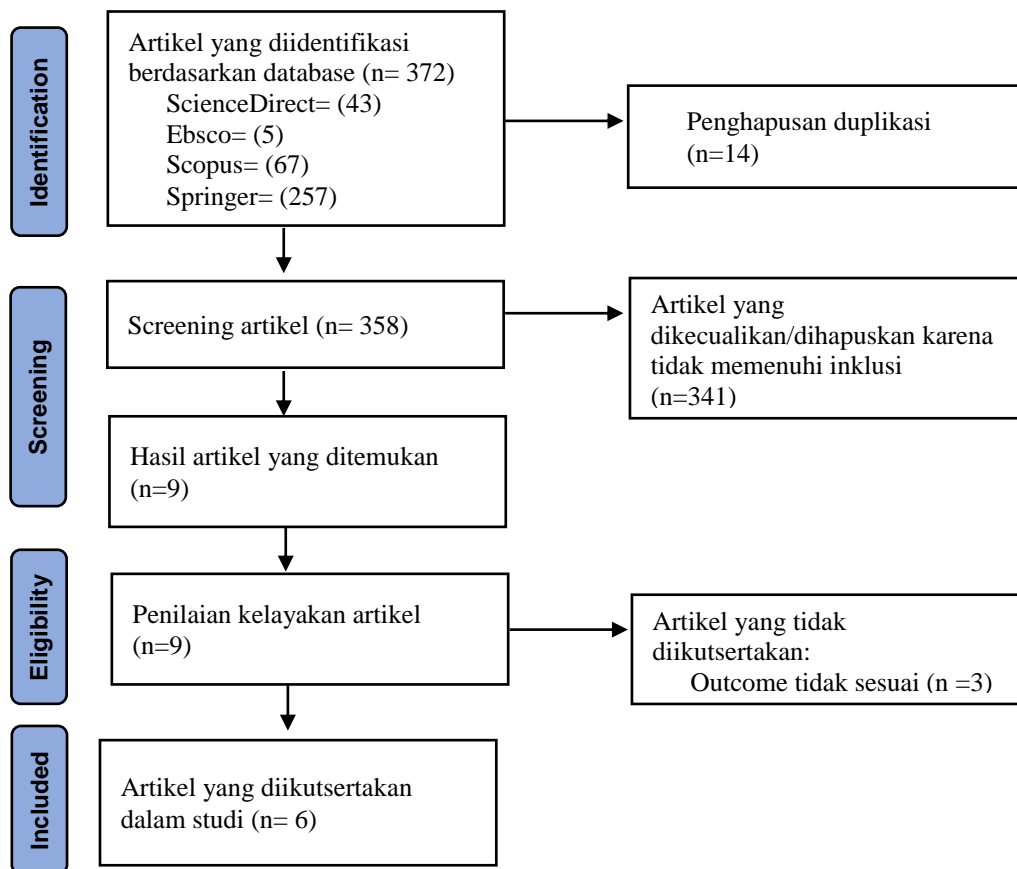 Identification
Artikel yang diidentifikasi
berdasarkan database (n= 372)
ScienceDirect= (43)
Ebsco= (5)
Scopus= (67)
Springer= (257)
Penghapusan duplikasi
(n=14)
Screening
Screening artikel (n= 358)
Artikel yang
dikecualikan/dihapuskan karena
tidak memenuhi inklusi
(n=341)
Hasil artikel yang ditemukan
(n=9)
Eligibility
Penilaian kelayakan artikel
(n=9)
Artikel yang tidak
diikutsertakan:
Outcome tidak sesuai (n =3)
Included
Artikel yang diikutsertakan
dalam studi (n= 6)